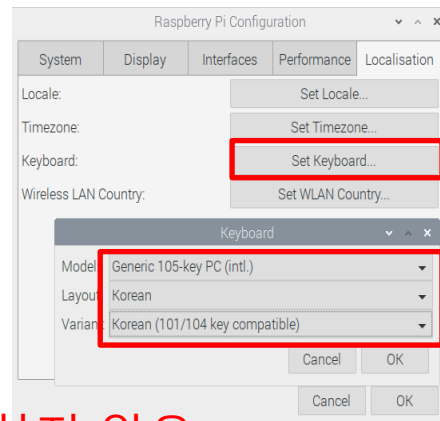 Raspberry Pi Configuration
System Display Interfaces Performance Localisation
Locale: Set Locale...
Timezone: Set Timezone...
Keyboard: Set Keyboard...
Wireless LAN Country: Set WLAN Country...
Keyboard
Model: Generic 105-key PC (intl.)
Layout Korean
Variant Korean (101/104 key compatible)
Cancel OK
Cancel OK